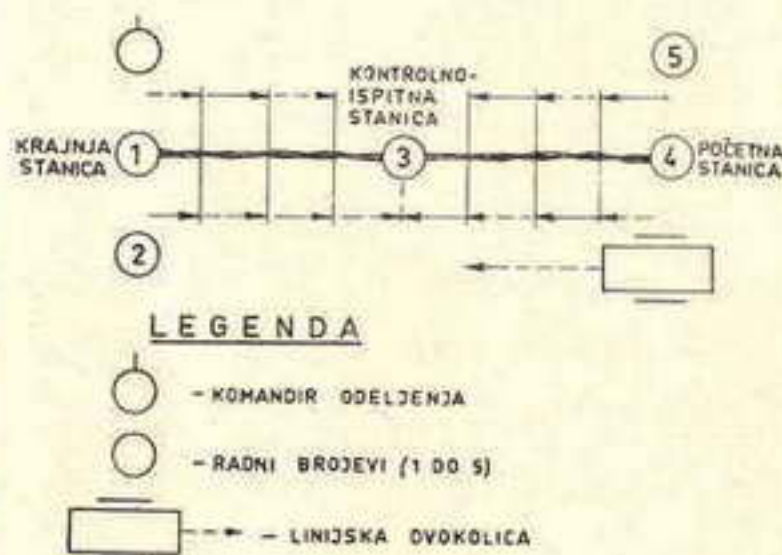 5
KONTROLNO-
ISPITNA
STANICA
KRAJNJA
STANICA
1
3
4
POČETNA
STANICA
2
LEGENDA
- KOMANDIR ODELJENJA
- RADNI BROJEVI (1 DO 5)
- LINIJSKA DVOKOLICA